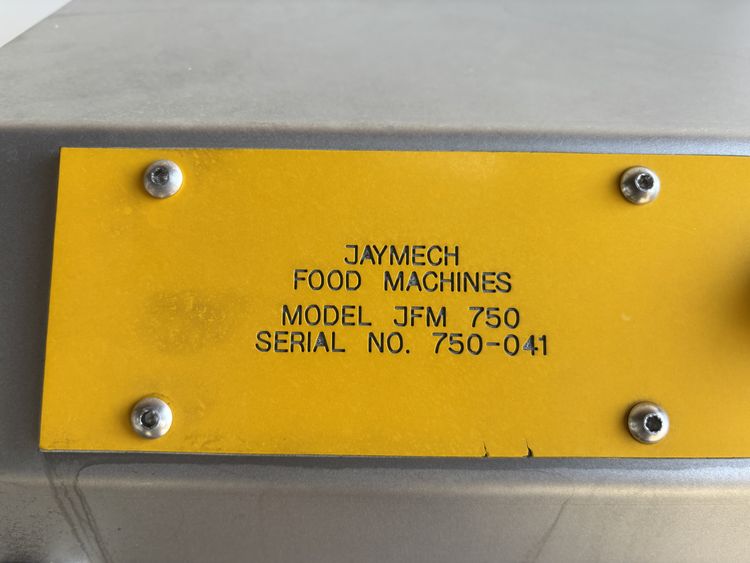 JAYMECH
FOOD MACHINES
MODEL JFM 750
SERIAL NO. 750-041